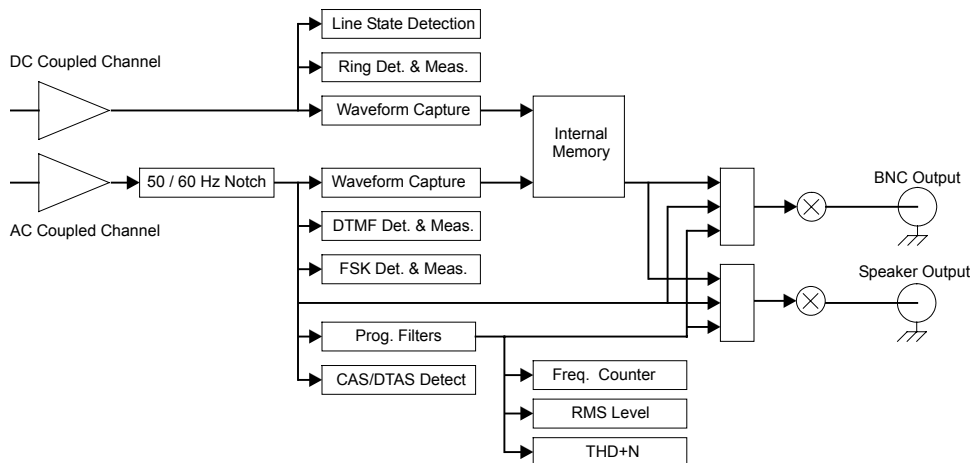 Line State Detection
DC Coupled Channel
Ring Det. & Meas.
Waveform Capture
Internal
Memory
50 / 60 Hz Notch
Waveform Capture
BNC Output
AC Coupled Channel
DTMF Det. & Meas.
FSK Det. & Meas.
Speaker Output
Prog. Filters
CAS/DTAS Detect
Freq. Counter
RMS Level
THD+N